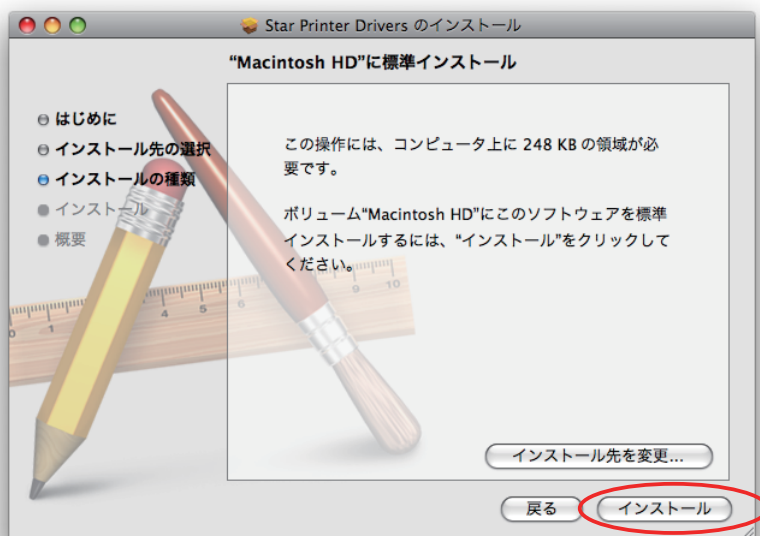 Star Printer Drivers のインストール
“Macintosh HD”に標準インストール
はじめに
インストール先の選択
インストールの種類
インストール
概要
この操作には、コンピュータ上に 248 KB の領域が必
要です。
ボリューム“Macintosh HD”にこのソフトウェアを標準
インストールするには、“インストール”をクリックして
ください。
0 1 4 5 6 9 10
インストール先を変更...
戻る
インストール